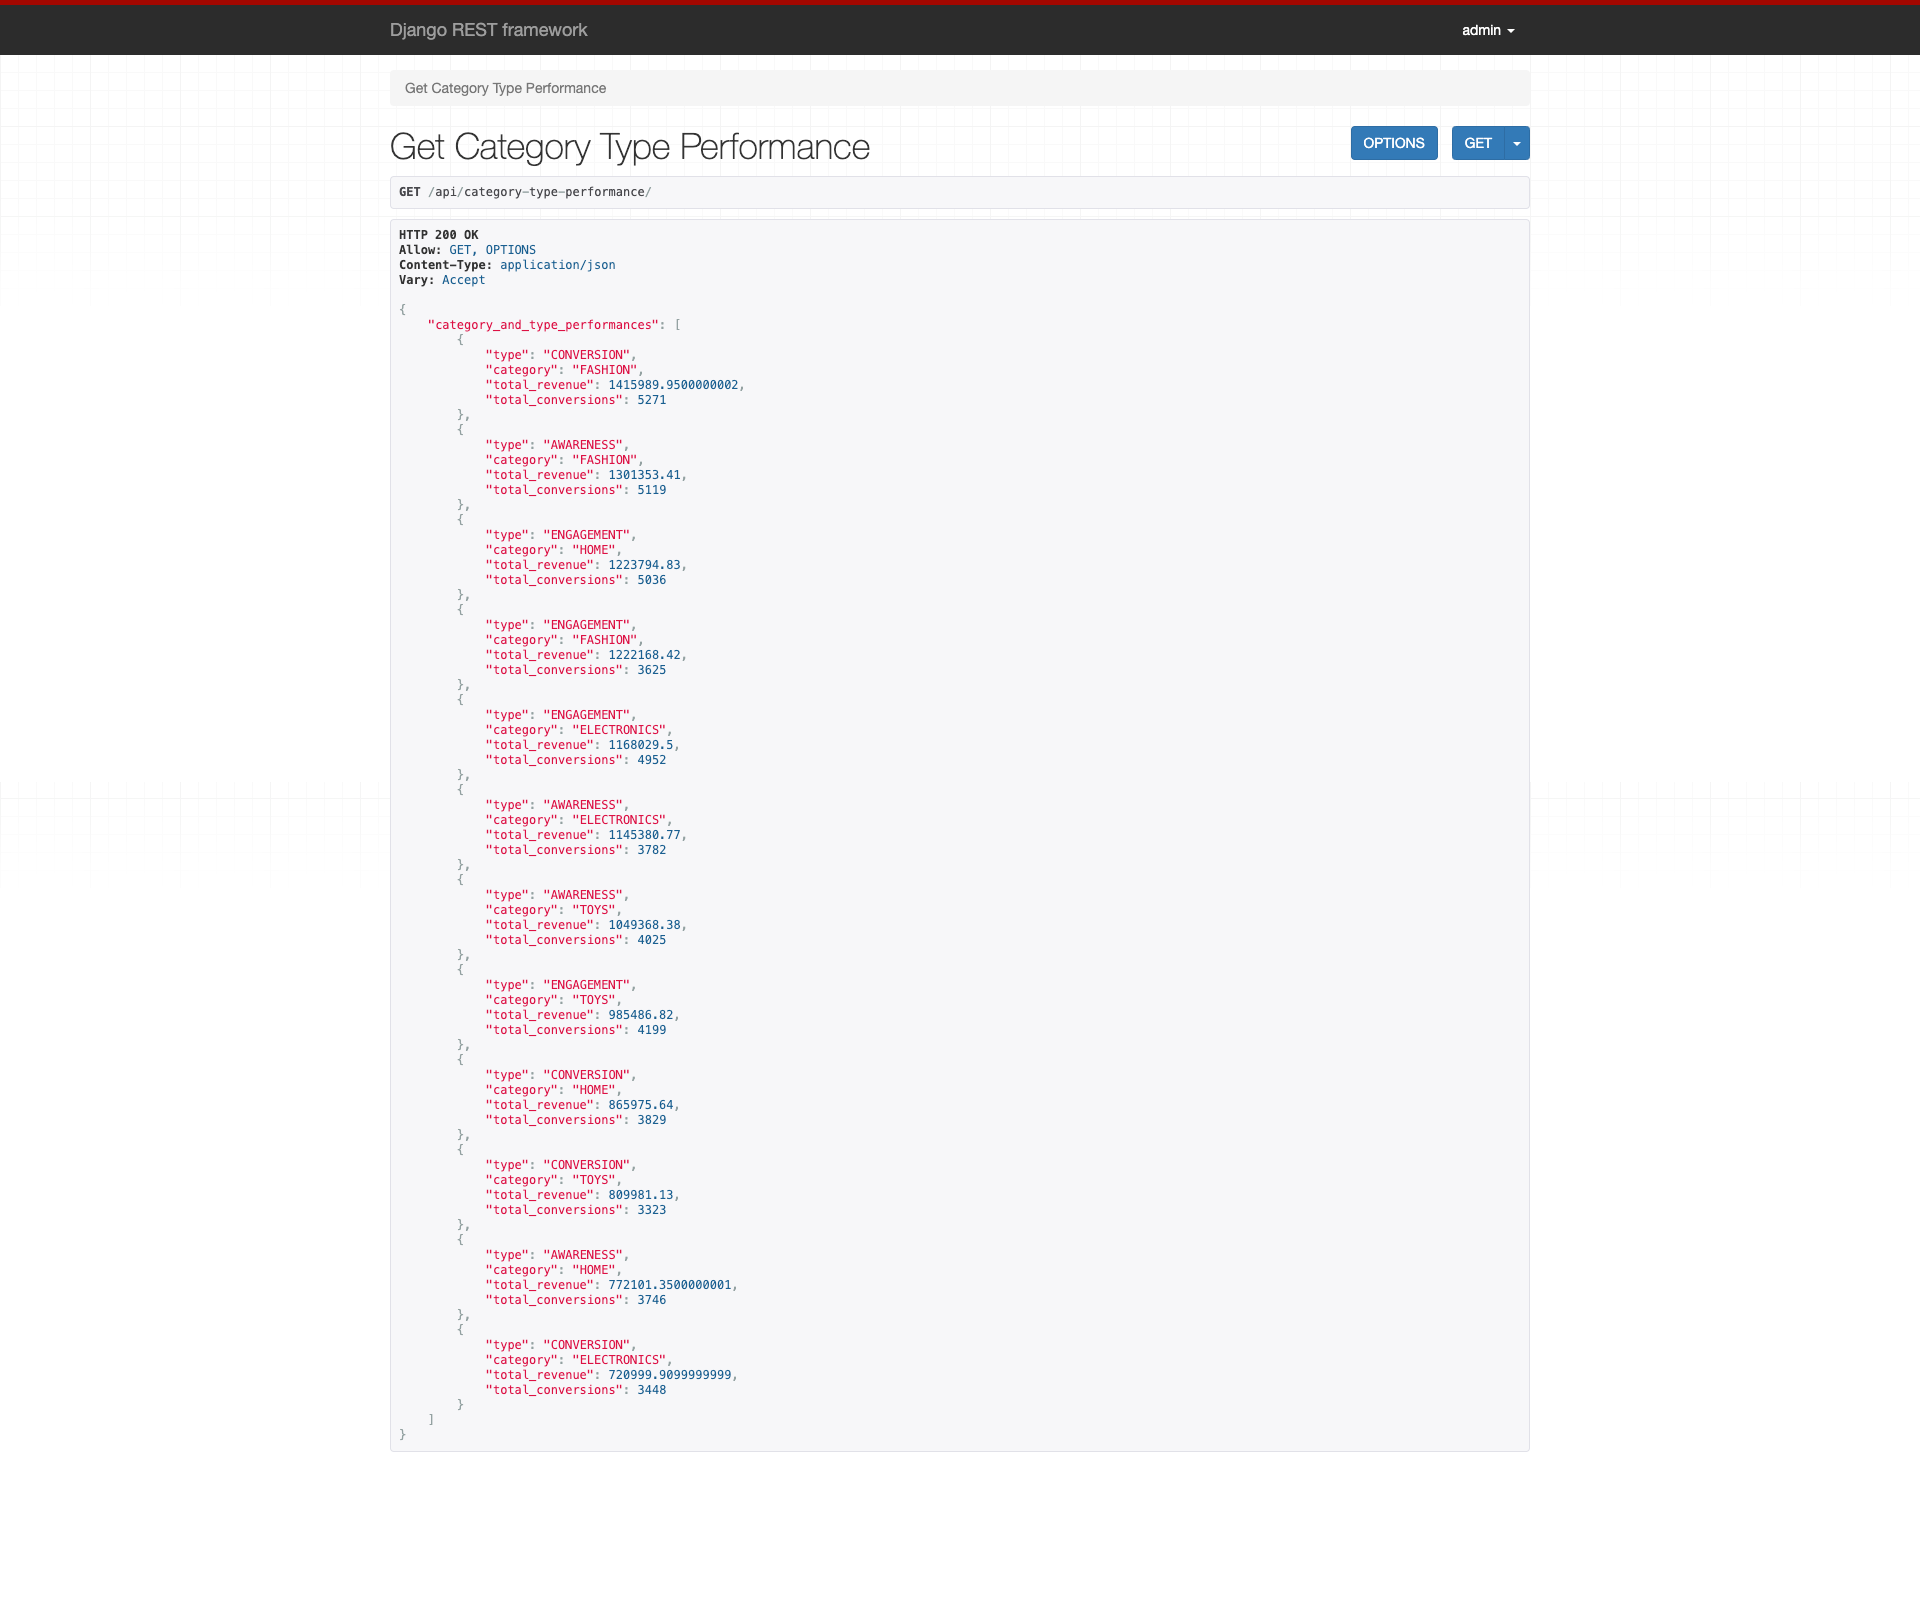 Django REST framework
admin
Get Category Type Performance
Get Category Type Performance
OPTIONS
GET
GET /api/category-type-performance/
HTTP 200 OK
Allow: GET, OPTIONS
Content-Type: application/json
Vary: Accept
{
    "category_and_type_performances": [
        {
            "type": "CONVERSION",
            "category": "FASHION",
            "total_revenue": 1415989.9500000002,
            "total_conversions": 5271
        },
        {
            "type": "AWARENESS",
            "category": "FASHION",
            "total_revenue": 1301353.41,
            "total_conversions": 5119
        },
        {
            "type": "ENGAGEMENT",
            "category": "HOME",
            "total_revenue": 1223794.83,
            "total_conversions": 5036
        },
        {
            "type": "ENGAGEMENT",
            "category": "FASHION",
            "total_revenue": 1222168.42,
            "total_conversions": 3625
        },
        {
            "type": "ENGAGEMENT",
            "category": "ELECTRONICS",
            "total_revenue": 1168029.5,
            "total_conversions": 4952
        },
        {
            "type": "AWARENESS",
            "category": "ELECTRONICS",
            "total_revenue": 1145380.77,
            "total_conversions": 3782
        },
        {
            "type": "AWARENESS",
            "category": "TOYS",
            "total_revenue": 1049368.38,
            "total_conversions": 4025
        },
        {
            "type": "ENGAGEMENT",
            "category": "TOYS",
            "total_revenue": 985486.82,
            "total_conversions": 4199
        },
        {
            "type": "CONVERSION",
            "category": "HOME",
            "total_revenue": 865975.64,
            "total_conversions": 3829
        },
        {
            "type": "CONVERSION",
            "category": "TOYS",
            "total_revenue": 809981.13,
            "total_conversions": 3323
        },
        {
            "type": "AWARENESS",
            "category": "HOME",
            "total_revenue": 772101.3500000001,
            "total_conversions": 3746
        },
        {
            "type": "CONVERSION",
            "category": "ELECTRONICS",
            "total_revenue": 720999.9099999999,
            "total_conversions": 3448
        }
    ]
}